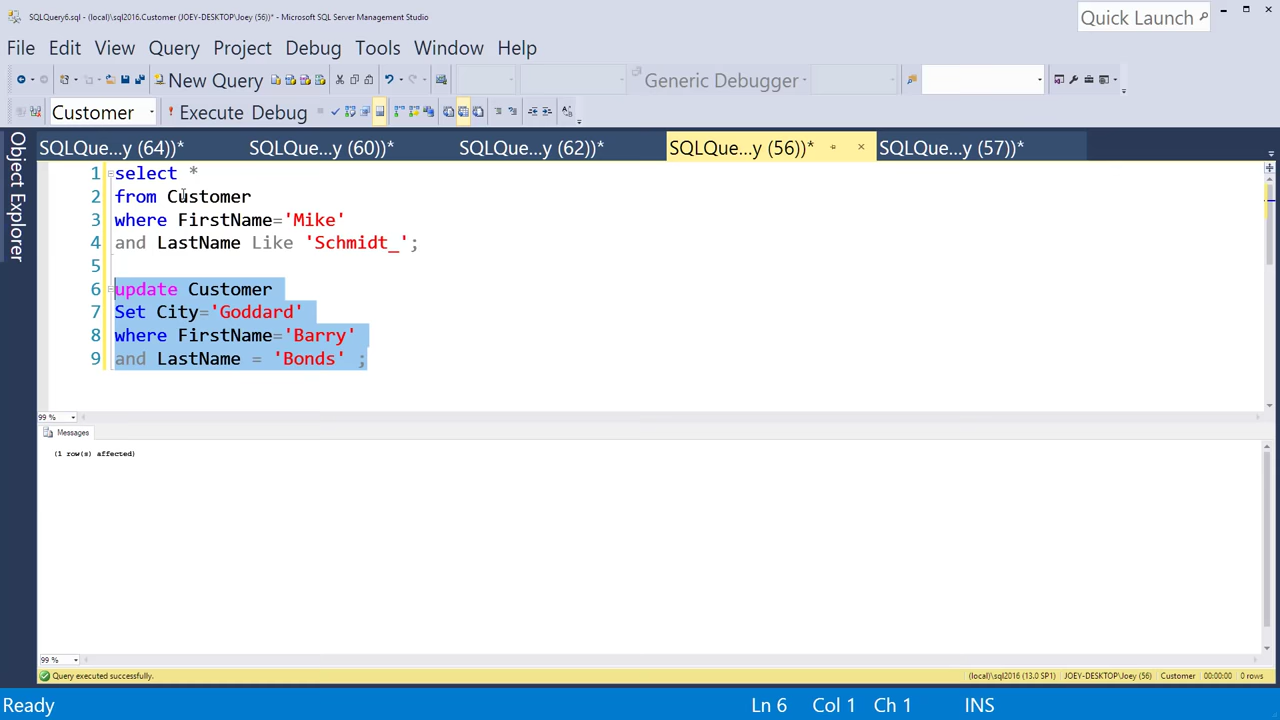 SQLQuery6.sql - (local)\sql2016.Customer (JOEY-DESKTOP\Joey (56))* - Microsoft SQL Server Management Studio
Quick Launch
File Edit View Query Project Debug Tools Window Help
New Query Generic Debugger
Customer Execute Debug
SQLQue...y (64))* SQLQue...y (60))* SQLQue...y (62))* SQLQue...y (56))* SQLQue...y (57))*
Object Explorer
1 select *
2 from Customer
3 where FirstName='Mike'
4 and LastName Like 'Schmidt_';
5
6 update Customer
7 Set City='Goddard'
8 where FirstName='Barry'
9 and LastName = 'Bonds' ;
99 %
Messages
(1 row(s) affected)
99 %
Query executed successfully. (local)\sql2016 (13.0 SP1) JOEY-DESKTOP\Joey (56) Customer 00:00:00 0 rows
Ready Ln 6 Col 1 Ch 1 INS